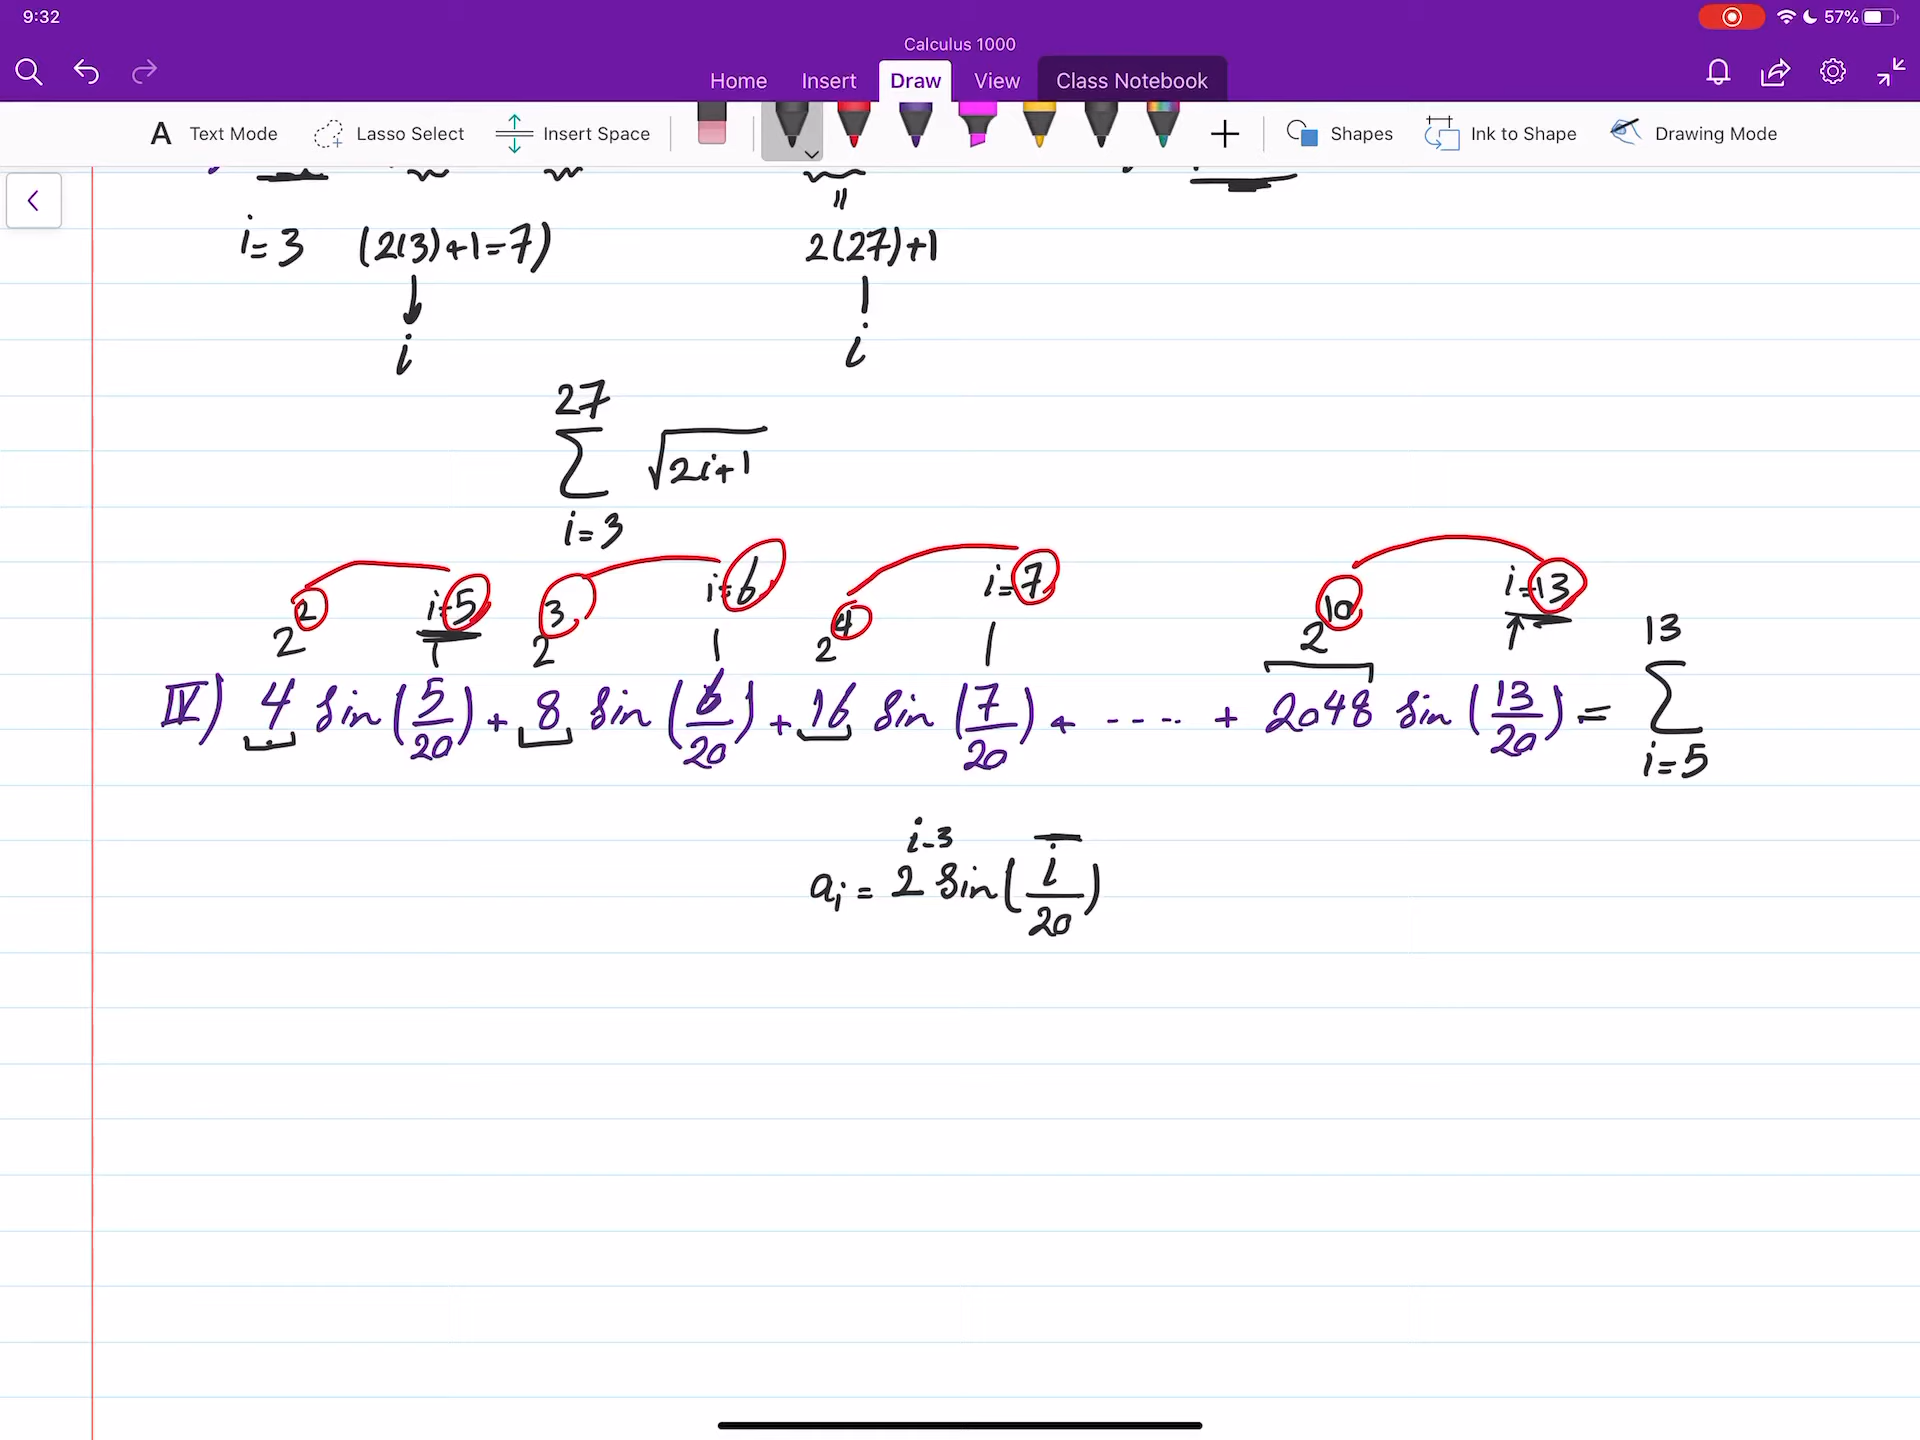 9:32
57%
Calculus 1000
Home Insert Draw View Class Notebook
A Text Mode Lasso Select Insert Space Shapes Ink to Shape Drawing Mode
i=3 (2(3)+1=7) 2(27)+1
i i
27
∑ √2i+1
i=3
2^2 i=5 2^3 i=6 2^4 i=7 2^10 i=13
IV) 4 sin(5/20) + 8 sin(6/20) + 16 sin(7/20) + ---- + 2048 sin(13/20) = ∑_{i=5}^{13}
a_i = 2^{i-3} sin(i/20)